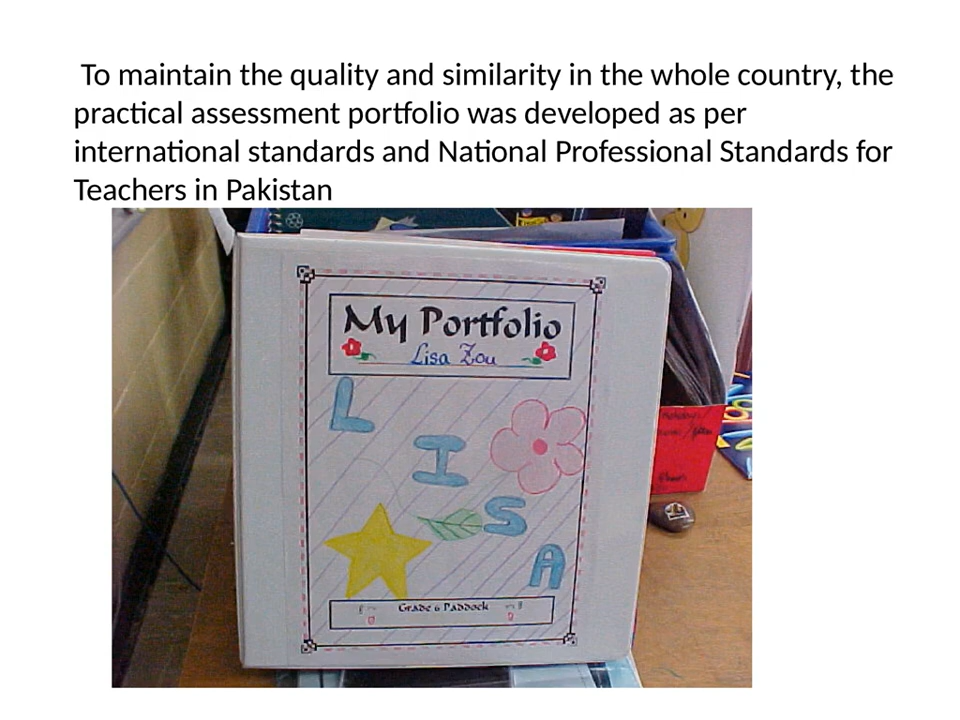 To maintain the quality and similarity in the whole country, the
practical assessment portfolio was developed as per
international standards and National Professional Standards for
Teachers in Pakistan
My Portfolio
Lisa Zou
L
I
S
A
Grade 6 Paddock